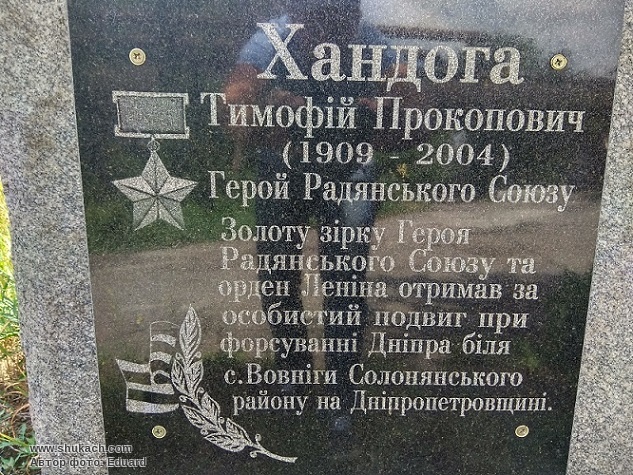 Хандога
Тимофій Прокопович
(1909 - 2004)
Герой Радянського Союзу
Золоту зірку Героя
Радянського Союзу та
орден Леніна отримав за
особистий подвиг при
форсуванні Дніпра біля
с.Вовніги Солонянського
району на Дніпропетровщині.
www.shukach.com
Автор фото: Eduard